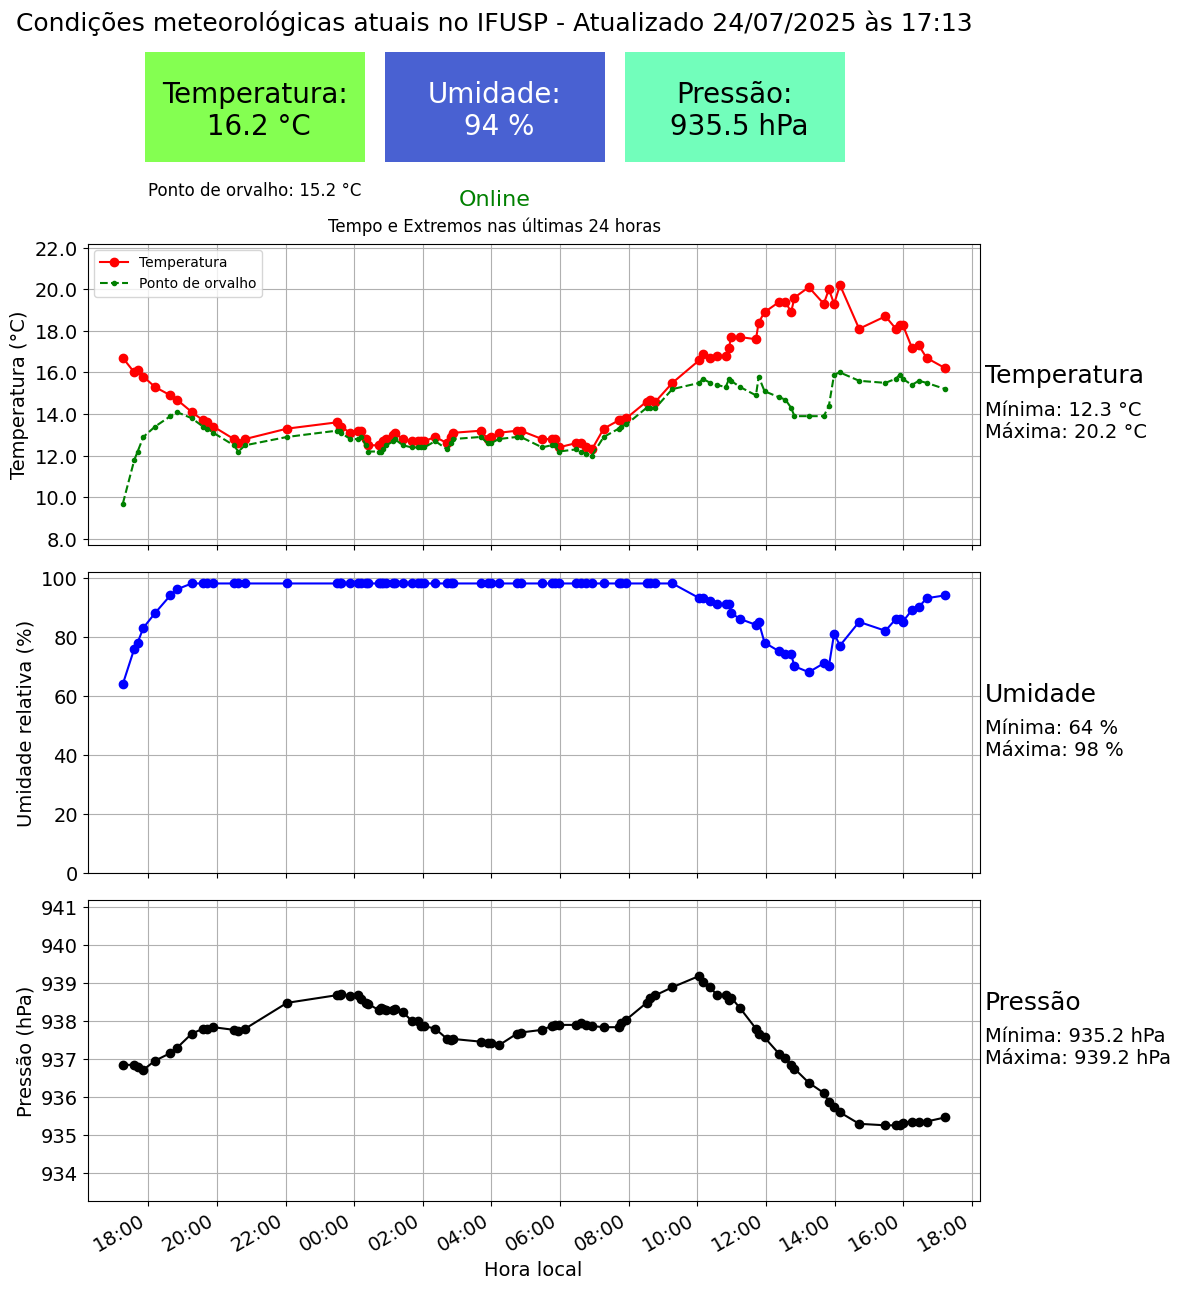 Condições meteorológicas atuais no IFUSP - Atualizado 24/07/2025 às 17:13
Temperatura:
16.2 °C
Umidade:
94 %
Pressão:
935.5 hPa
Ponto de orvalho: 15.2 °C
Online
Tempo e Extremos nas últimas 24 horas
Temperatura (°C)
22.0
20.0
18.0
16.0
14.0
12.0
10.0
8.0
Temperatura
Ponto de orvalho
Temperatura
Mínima: 12.3 °C
Máxima: 20.2 °C
Umidade relativa (%)
100
80
60
40
20
0
Umidade
Mínima: 64 %
Máxima: 98 %
Pressão (hPa)
941
940
939
938
937
936
935
934
Pressão
Mínima: 935.2 hPa
Máxima: 939.2 hPa
18:00 20:00 22:00 00:00 02:00 04:00 06:00 08:00 10:00 12:00 14:00 16:00 18:00
Hora local